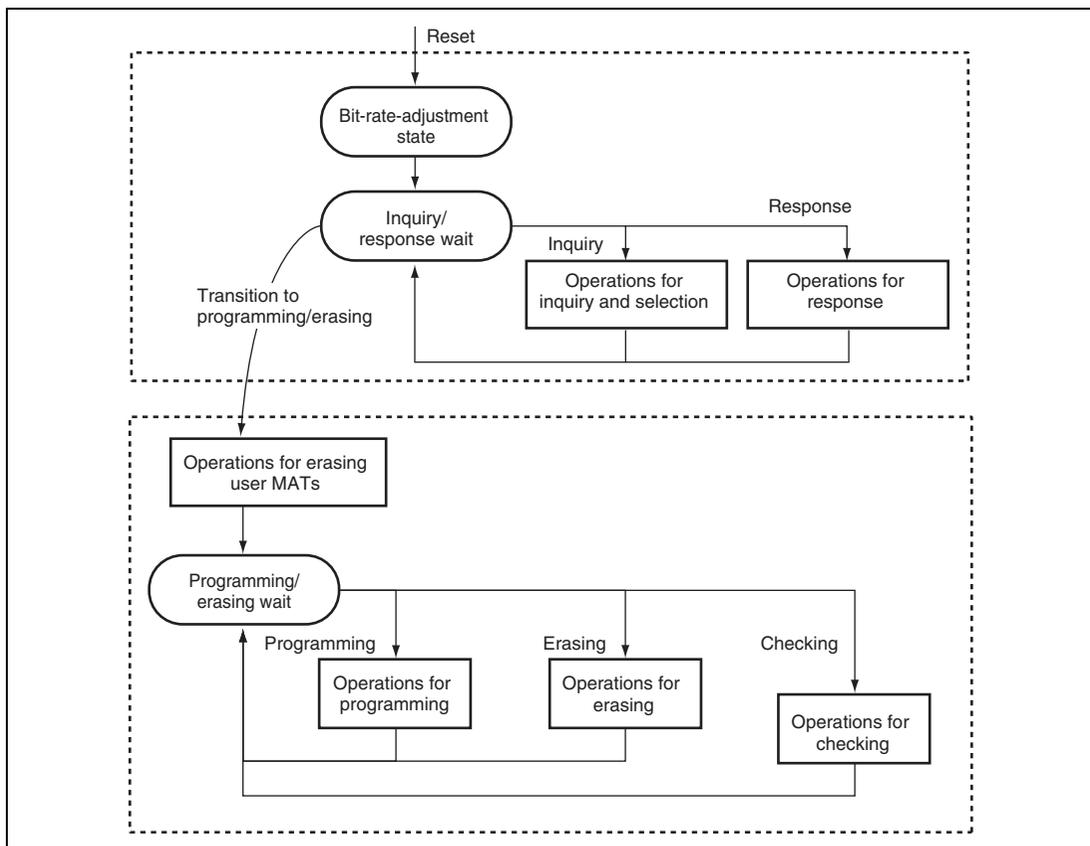 Reset
Bit-rate-adjustment
state
Inquiry/
response wait
Response
Inquiry
Operations for
inquiry and selection
Operations for
response
Transition to
programming/erasing
Operations for erasing
user MATs
Programming/
erasing wait
Programming
Erasing
Checking
Operations for
programming
Operations for
erasing
Operations for
checking